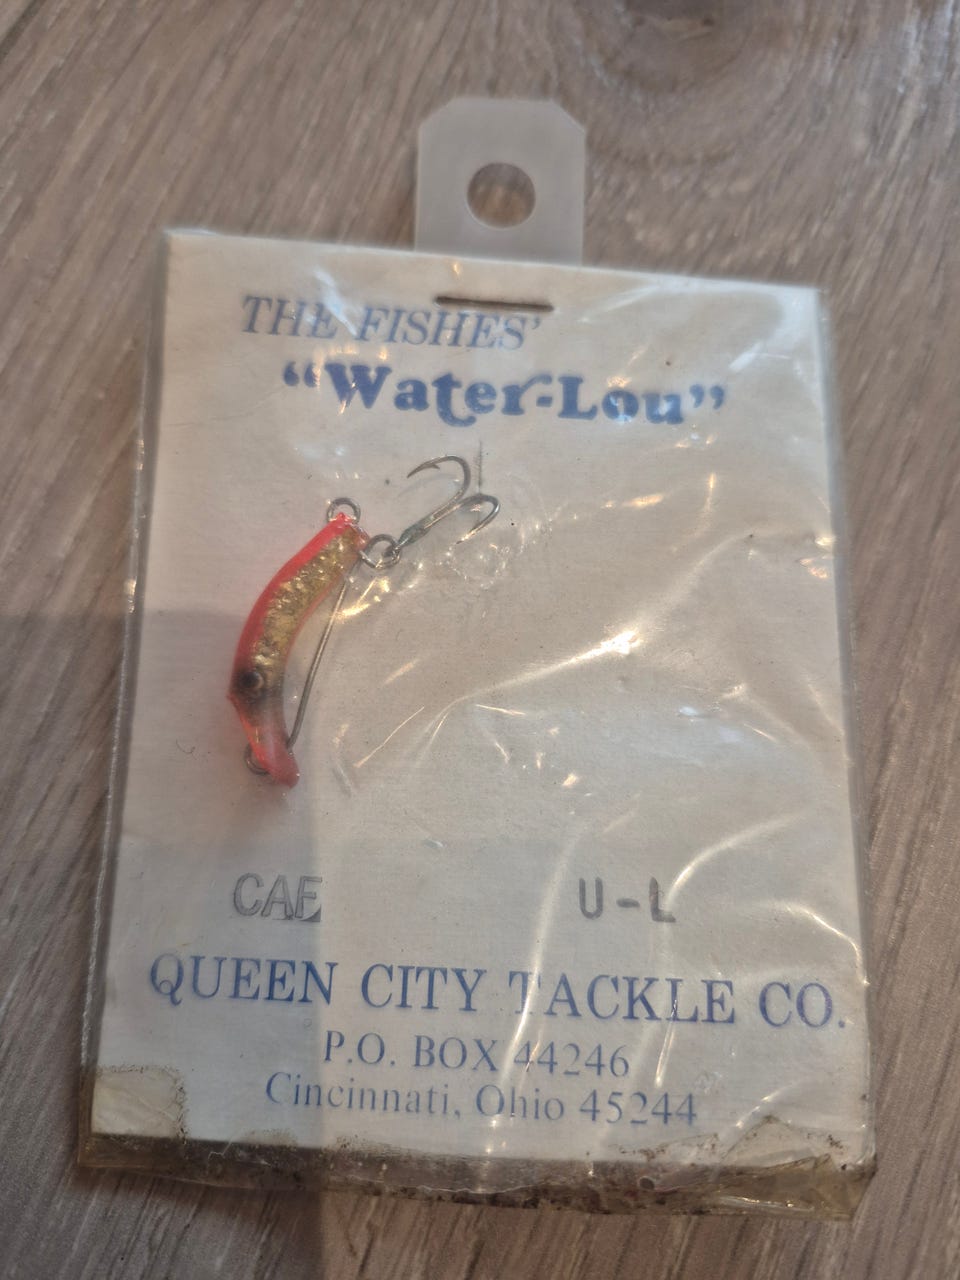 THE FISHES'
“Water-Lou”
CAE U-L
QUEEN CITY TACKLE CO.
P.O. BOX 44246
Cincinnati, Ohio 45244